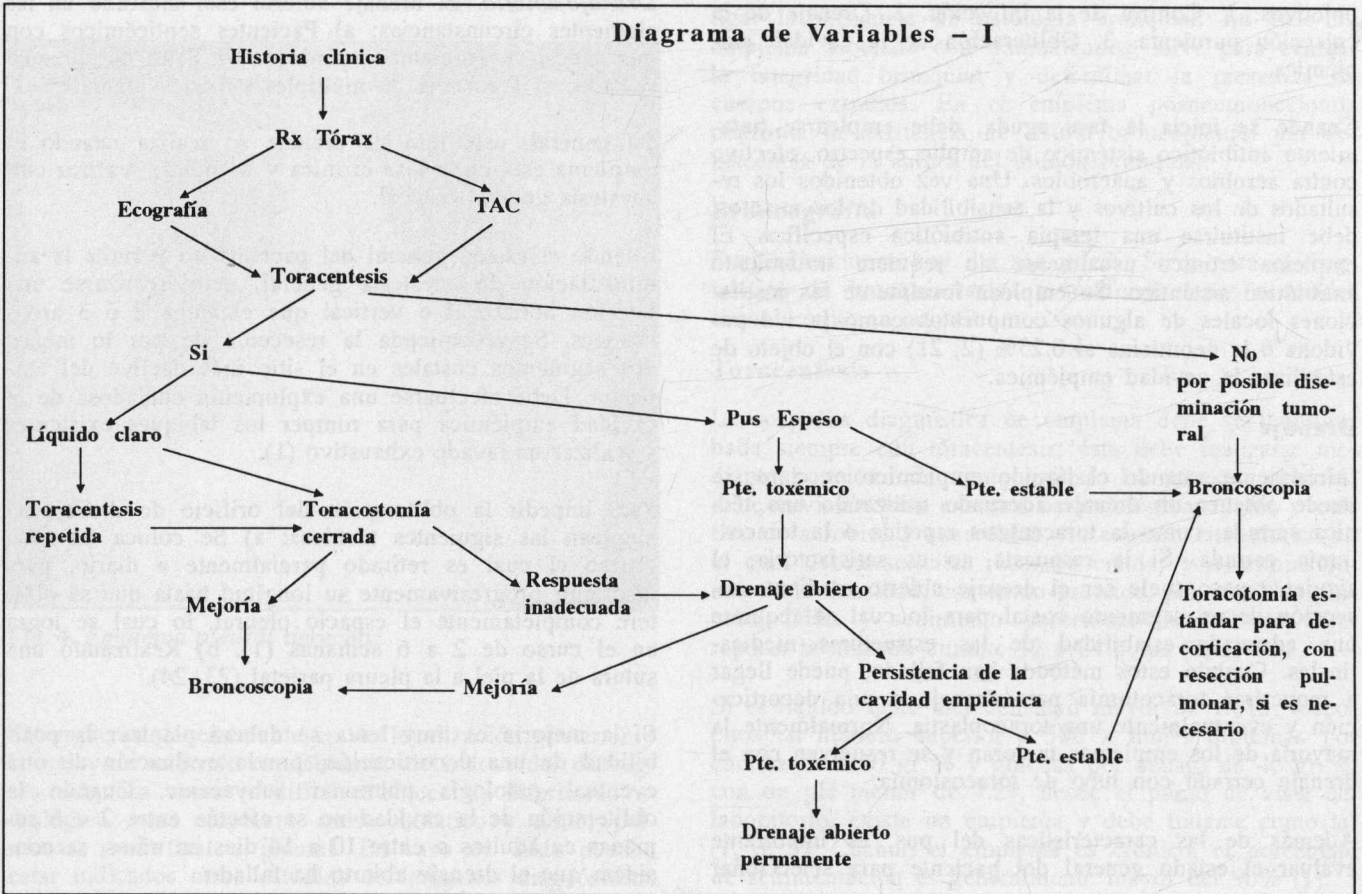 Diagrama de Variables – I
Historia clínica
Rx Tórax
Ecografía
TAC
Toracentesis
Si
No
por posible dise-
minación tumo-
ral
Líquido claro
Pus Espeso
Toracentesis
repetida
Toracostomía
cerrada
Pte. toxémico
Pte. estable
Broncoscopia
Mejoría
Respuesta
inadecuada
Drenaje abierto
Toracotomía es-
tándar para de-
corticación, con
resección pul-
monar, si es ne-
cesario
Broncoscopia
Mejoría
Persistencia de la
cavidad empiémica
Pte. toxémico
Pte. estable
Drenaje abierto
permanente